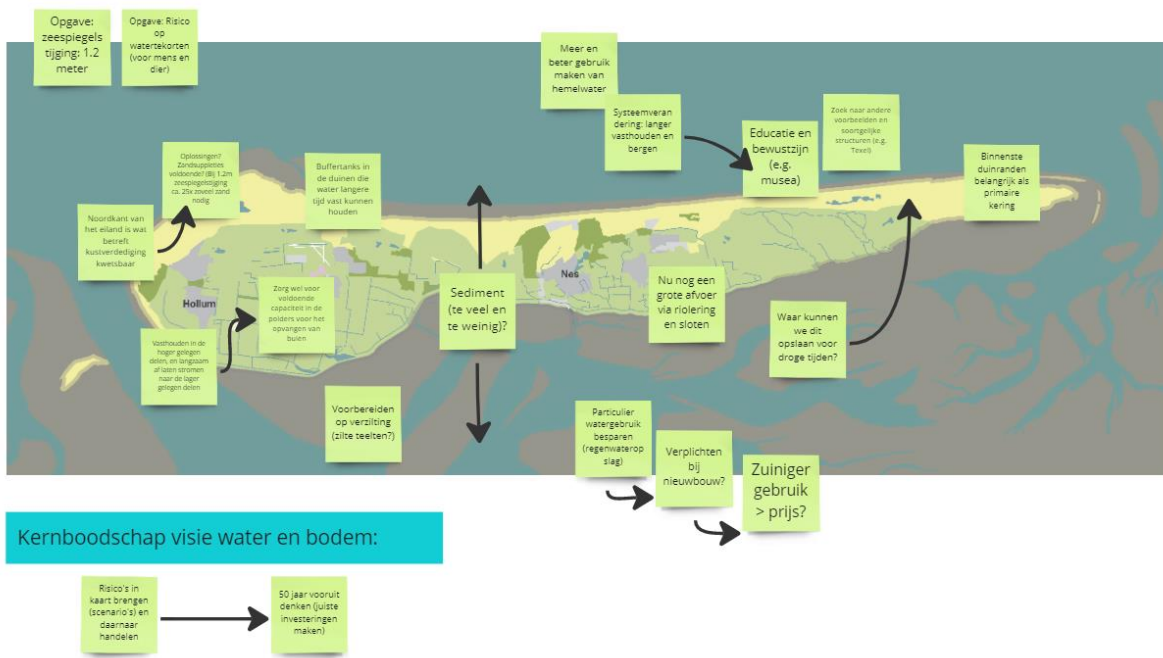 Opgave:
zeespiegels
tijging: 1.2
meter
Opgave: Risico
op
watertekorten
(voor mens en
dier)
Meer en
beter gebruik
maken van
hemelwater
Systeemveran
dering: langer
vasthouden en
bergen
Educatie en
bewustzijn
(e.g.
musea)
Zoek naar andere
voorbeelden en
soortgelijke
structuren (e.g.
Texel)
Binnenste
duinranden
belangrijk als
primaire
kering
Oplossingen?
Zandsuppleties
voldoende? (Bij 1.2m
zeespiegelstijging
ca. 25x zoveel zand
nodig
Buffertanks in
de duinen die
water langere
tijd vast kunnen
houden
Noordkant van
het eiland is wat
betreft
kustverdediging
kwetsbaar
Hollum
Zorg wel voor
voldoende
capaciteit in de
polders voor het
opvangen van
buien
Sediment
(te veel en
te weinig)?
Nes
Nu nog een
grote afvoer
via riolering
en sloten
Waar kunnen
we dit
opslaan voor
droge tijden?
Vasthouden in de
hoger gelegen
delen, en langzaam
af laten stromen
naar de lager
gelegen delen
Voorbereiden
op verzilting
(zilte teelten?)
Particulier
watergebruik
besparen
(regenwaterop
slag)
Verplichten
bij
nieuwbouw?
Zuiniger
gebruik
> prijs?
Kernboodschap visie water en bodem:
Risico's in
kaart brengen
(scenario's) en
daarnaar
handelen
50 jaar vooruit
denken (juiste
investeringen
maken)